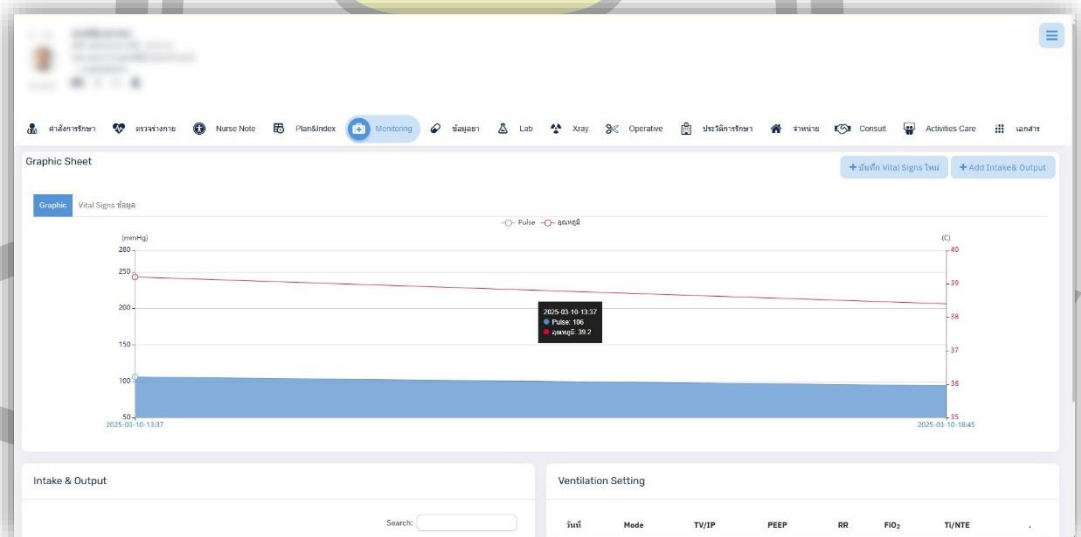 คำสั่งการรักษา ตรวจร่างกาย Nurse Note Plan&Index Monitoring ข้อมูลยา Lab Xray Operative ประวัติการรักษา จำหน่าย Consult Activities Care เอกสาร
Graphic Sheet
+ บันทึก Vital Signs ใหม่ + Add Intake& Output
Graphic Vital Signs ข้อมูล
Pulse อุณหภูมิ
(mmHg) (C)
280 40
250
39
200
38
2025-03-10-13:37
Pulse: 106
อุณหภูมิ: 39.2
150
37
100 36
50 35
2025-03-10-13:37 2025-03-10-18:45
Intake & Output Ventilation Setting
Search:
วันที่ Mode TV/IP PEEP RR FiO₂ TI/NTE .